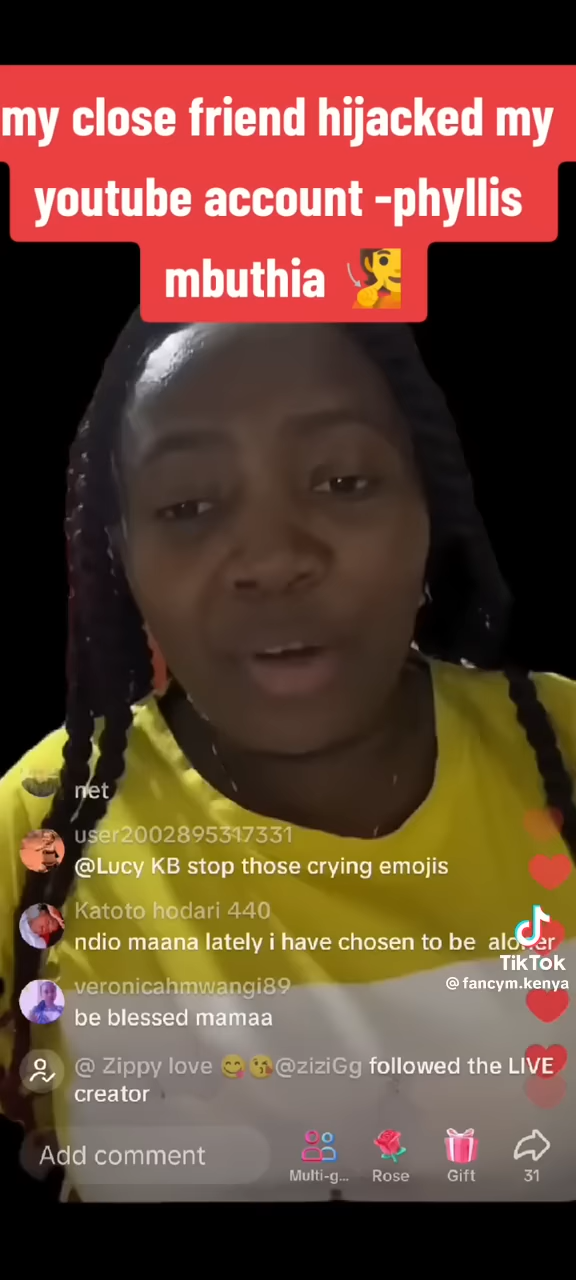 my close friend hijacked my
youtube account -phyllis
mbuthia
net
user2002895317331
@Lucy KB stop those crying emojis
Katoto hodari 440
ndio maana lately i have chosen to be aloner
TikTok
@fancym.kenya
veronicahmwangi89
be blessed mamaa
@ Zippy love 😋😘@ziziGg followed the LIVE
creator
Add comment
Multi-g...
Rose
Gift
31